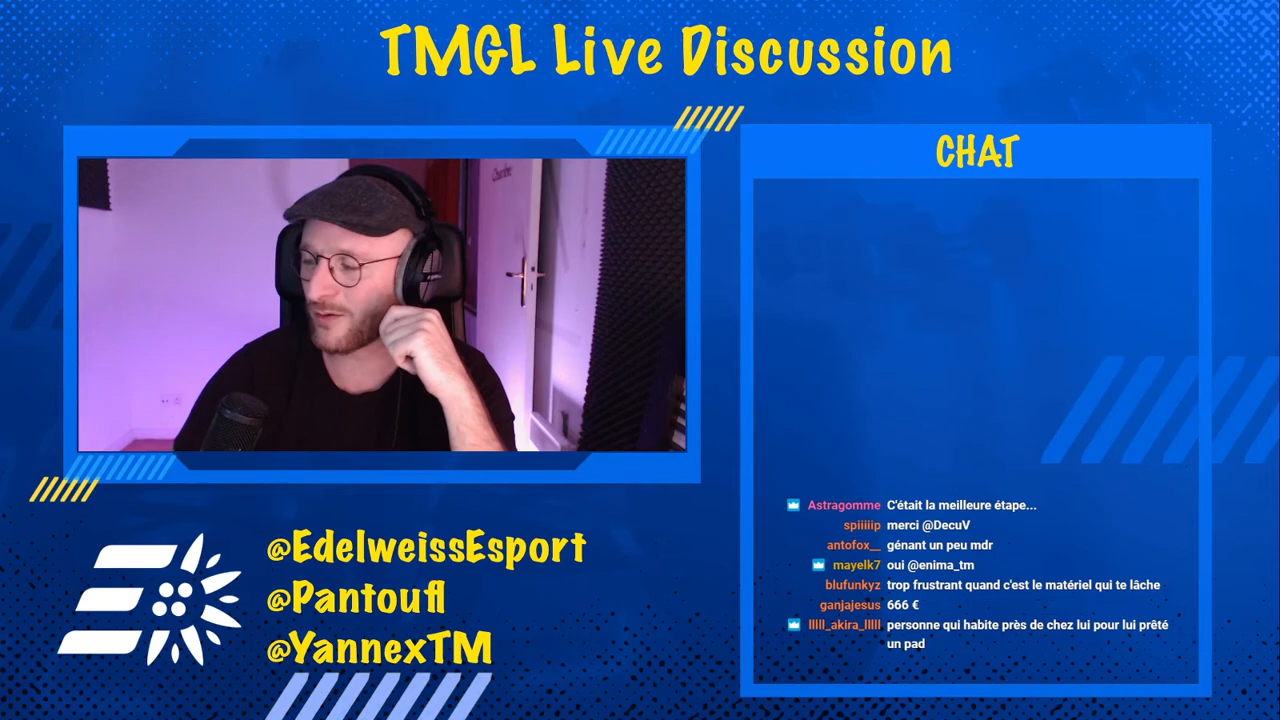 TMGL Live Discussion
CHAT
Chambre
Astragomme C'était la meilleure étape...
spiiiiip merci @DecuV
antofox__ génant un peu mdr
mayelk7 oui @enima_tm
blufunkyz trop frustrant quand c'est le matériel qui te lâche
ganjajesus 666 €
lllll_akira_lllll personne qui habite près de chez lui pour lui prêté
un pad
@EdelweissEsport
@Pantoufl
@YannexTM